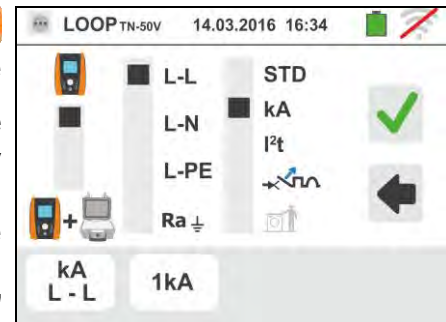 LOOP TN-50V 14.03.2016 16:34
L-L STD
L-N kA
I²t
L-PE
+
Ra
kA
L - L
1kA